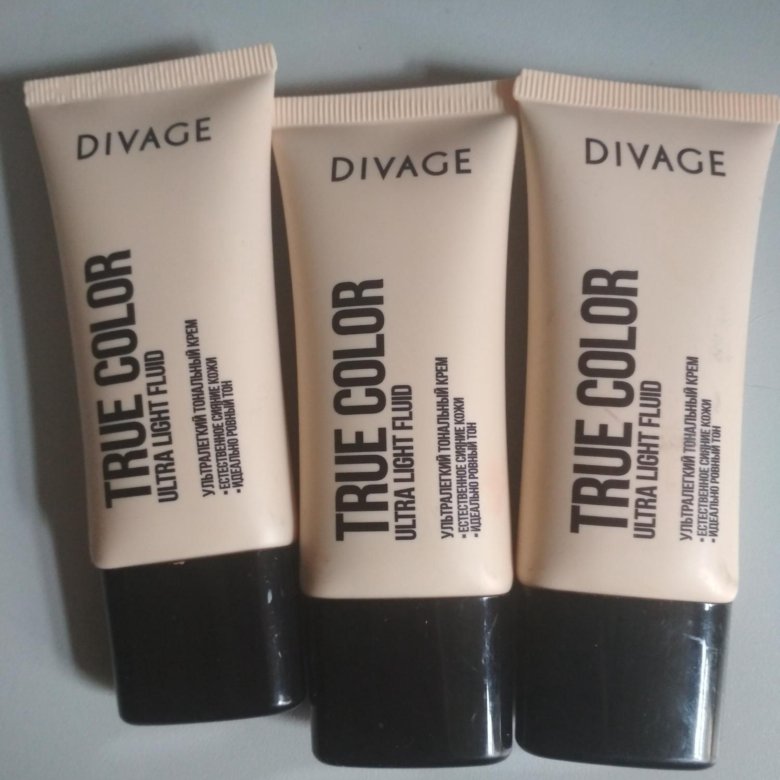 DIVAGE
TRUE COLOR
ULTRA LIGHT FLUID
УЛЬТРАЛЕГКИЙ ТОНАЛЬНЫЙ КРЕМ
• ЕСТЕСТВЕННОЕ СИЯНИЕ КОЖИ
• ИДЕАЛЬНО РОВНЫЙ ТОН
DIVAGE
TRUE COLOR
ULTRA LIGHT FLUID
УЛЬТРАЛЕГКИЙ ТОНАЛЬНЫЙ КРЕМ
• ЕСТЕСТВЕННОЕ СИЯНИЕ КОЖИ
• ИДЕАЛЬНО РОВНЫЙ ТОН
DIVAGE
TRUE COLOR
ULTRA LIGHT FLUID
УЛЬТРАЛЕГКИЙ ТОНАЛЬНЫЙ КРЕМ
• ЕСТЕСТВЕННОЕ СИЯНИЕ КОЖИ
• ИДЕАЛЬНО РОВНЫЙ ТОН